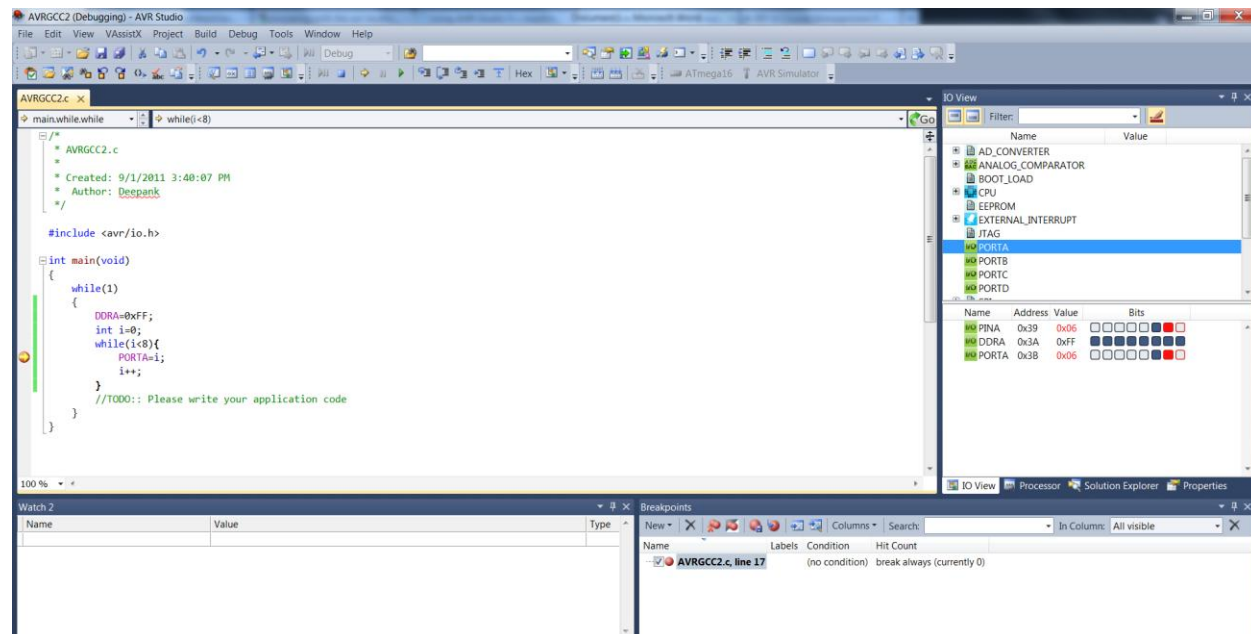 AVRGCC2 (Debugging) - AVR Studio
File Edit View VAssistX Project Build Debug Tools Window Help
Debug
Hex ATmega16 AVR Simulator
AVRGCC2.c
main.while.while while(i<8) Go
/*
* AVRGCC2.c
*
* Created: 9/1/2011 3:40:07 PM
* Author: Deepank
*/
#include <avr/io.h>
int main(void)
{
while(1)
{
DDRA=0xFF;
int i=0;
while(i<8){
PORTA=i;
i++;
}
//TODO:: Please write your application code
}
}
100 %
IO View
Filter:
Name Value
AD_CONVERTER
ANALOG_COMPARATOR
BOOT_LOAD
CPU
EEPROM
EXTERNAL_INTERRUPT
JTAG
PORTA
PORTB
PORTC
PORTD
Name Address Value Bits
PINA 0x39 0x06
DDRA 0x3A 0xFF
PORTA 0x3B 0x06
IO View Processor Solution Explorer Properties
Watch 2
Name Value Type
Breakpoints
New Columns Search: In Column: All visible
Name Labels Condition Hit Count
AVRGCC2.c, line 17 (no condition) break always (currently 0)